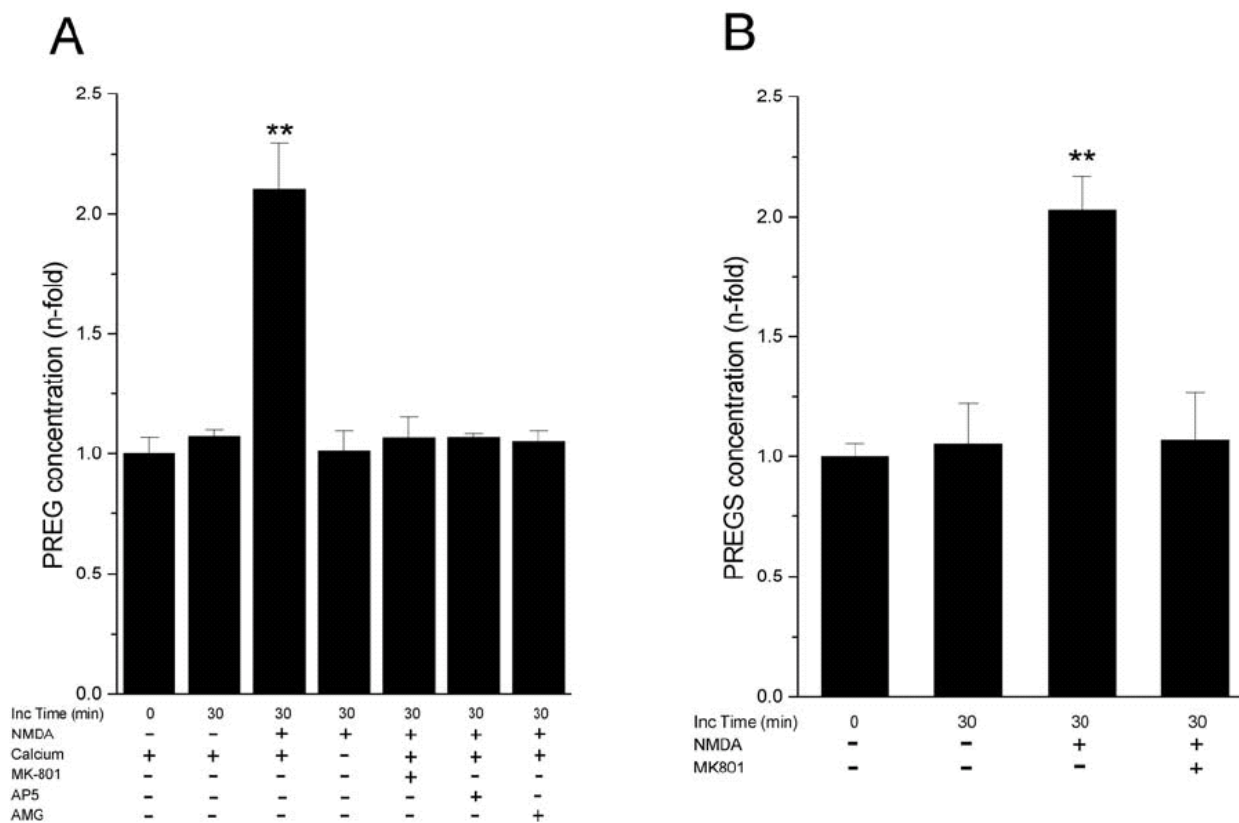 A
B
2.5
2.0
1.5
1.0
0.5
0.0
PREG concentration (n-fold)
**
Inc Time (min) 0 30 30 30 30 30 30
NMDA – – + + + + +
Calcium + + + – + + +
MK-801 – – – – + – –
AP5 – – – – – + –
AMG – – – – – – +
2.5
2.0
1.5
1.0
0.5
0.0
PREGS concentration (n-fold)
**
Inc Time (min) 0 30 30 30
NMDA - - + +
MK801 - - - +